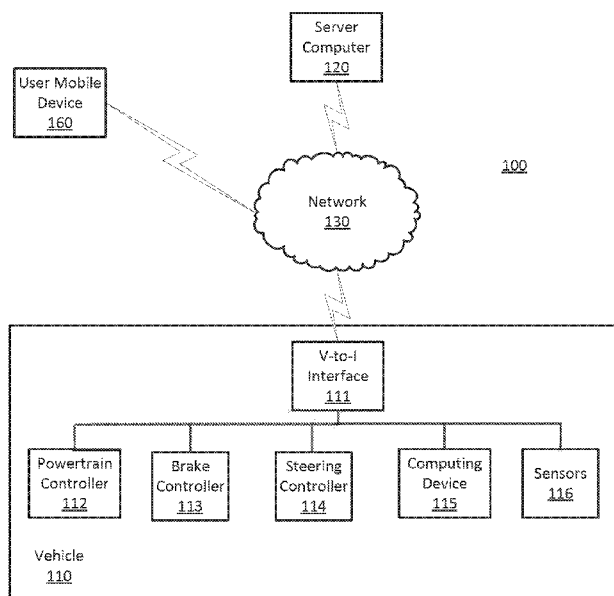 Server
Computer
120
User Mobile
Device
160
100
Network
130
V-to-I
Interface
111
Powertrain
Controller
112
Brake
Controller
113
Steering
Controller
114
Computing
Device
115
Sensors
116
Vehicle
110